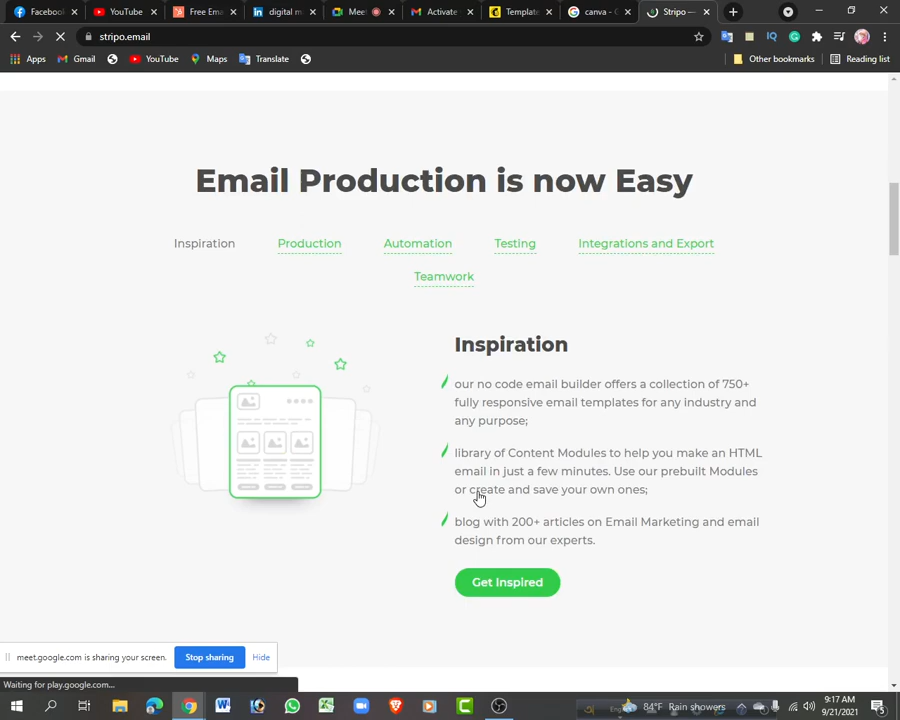 Facebook
YouTube
Free Ema
digital m
Meet
Activate
Template
canva - G
Stripo —
stripo.email
Apps
Gmail
YouTube
Maps
Translate
Other bookmarks
Reading list
Email Production is now Easy
Inspiration
Production
Automation
Testing
Integrations and Export
Teamwork
Inspiration
our no code email builder offers a collection of 750+
fully responsive email templates for any industry and
any purpose;
library of Content Modules to help you make an HTML
email in just a few minutes. Use our prebuilt Modules
or create and save your own ones;
blog with 200+ articles on Email Marketing and email
design from our experts.
Get Inspired
meet.google.com is sharing your screen.
Stop sharing
Hide
Waiting for play.google.com...
84°F Rain showers
9:17 AM
9/21/2021